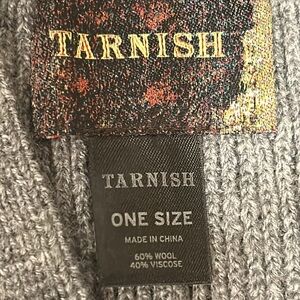 TARNISH
TARNISH
ONE SIZE
MADE IN CHINA
60% WOOL
40% VISCOSE